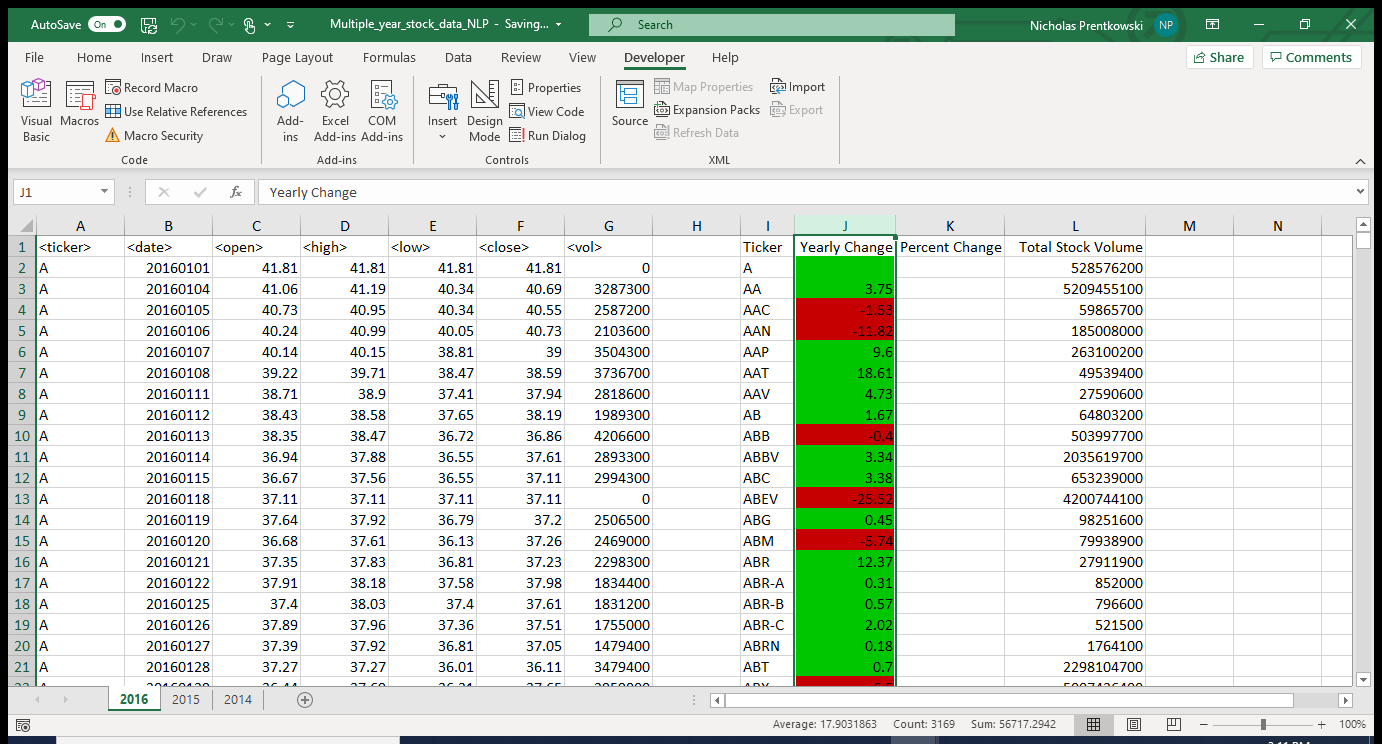 AutoSave On Multiple_year_stock_data_NLP - Saving... Search Nicholas Prentkowski NP
File Home Insert Draw Page Layout Formulas Data Review View Developer Help Share Comments
Visual Basic Macros Record Macro Use Relative References Macro Security Code
Add-ins Excel Add-ins COM Add-ins Add-ins
Insert Design Mode Properties View Code Run Dialog Controls
Source Map Properties Expansion Packs Refresh Data Import Export XML
J1 fx Yearly Change
A B C D E F G H I J K L M N
1 <ticker> <date> <open> <high> <low> <close> <vol> Ticker Yearly Change Percent Change Total Stock Volume
2 A 20160101 41.81 41.81 41.81 41.81 0 A 528576200
3 A 20160104 41.06 41.19 40.34 40.69 3287300 AA 3.75 5209455100
4 A 20160105 40.73 40.95 40.34 40.55 2587200 AAC -1.53 59865700
5 A 20160106 40.24 40.99 40.05 40.73 2103600 AAN -11.82 185008000
6 A 20160107 40.14 40.15 38.81 39 3504300 AAP 9.6 263100200
7 A 20160108 39.22 39.71 38.47 38.59 3736700 AAT 18.61 49539400
8 A 20160111 38.71 38.9 37.41 37.94 2818600 AAV 4.73 27590600
9 A 20160112 38.43 38.58 37.65 38.19 1989300 AB 1.67 64803200
10 A 20160113 38.35 38.47 36.72 36.86 4206600 ABB -0.4 503997700
11 A 20160114 36.94 37.88 36.55 37.61 2893300 ABBV 3.34 2035619700
12 A 20160115 36.67 37.56 36.55 37.11 2994300 ABC 3.38 653239000
13 A 20160118 37.11 37.11 37.11 37.11 0 ABEV -25.52 4200744100
14 A 20160119 37.64 37.92 36.79 37.2 2506500 ABG 0.45 98251600
15 A 20160120 36.68 37.61 36.13 37.26 2469000 ABM -5.74 79938900
16 A 20160121 37.35 37.83 36.81 37.23 2298300 ABR 12.37 27911900
17 A 20160122 37.91 38.18 37.58 37.98 1834400 ABR-A 0.31 852000
18 A 20160125 37.4 38.03 37.4 37.61 1831200 ABR-B 0.57 796600
19 A 20160126 37.89 37.96 37.36 37.51 1755000 ABR-C 2.02 521500
20 A 20160127 37.39 37.92 36.81 37.05 1479400 ABRN 0.18 1764100
21 A 20160128 37.27 37.27 36.01 36.11 3479400 ABT 0.7 2298104700
2016 2015 2014
Average: 17.9031863 Count: 3169 Sum: 56717.2942 100%